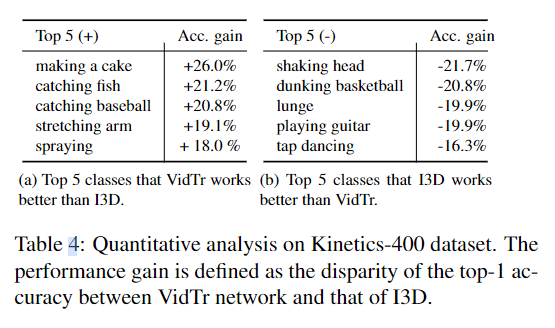 Top 5 (+) Acc. gain
making a cake +26.0%
catching fish +21.2%
catching baseball +20.8%
stretching arm +19.1%
spraying + 18.0 %
(a) Top 5 classes that VidTr works
better than I3D.
Top 5 (-) Acc. gain
shaking head -21.7%
dunking basketball -20.8%
lunge -19.9%
playing guitar -19.9%
tap dancing -16.3%
(b) Top 5 classes that I3D works
better than VidTr.
Table 4: Quantitative analysis on Kinetics-400 dataset. The
performance gain is defined as the disparity of the top-1 ac-
curacy between VidTr network and that of I3D.